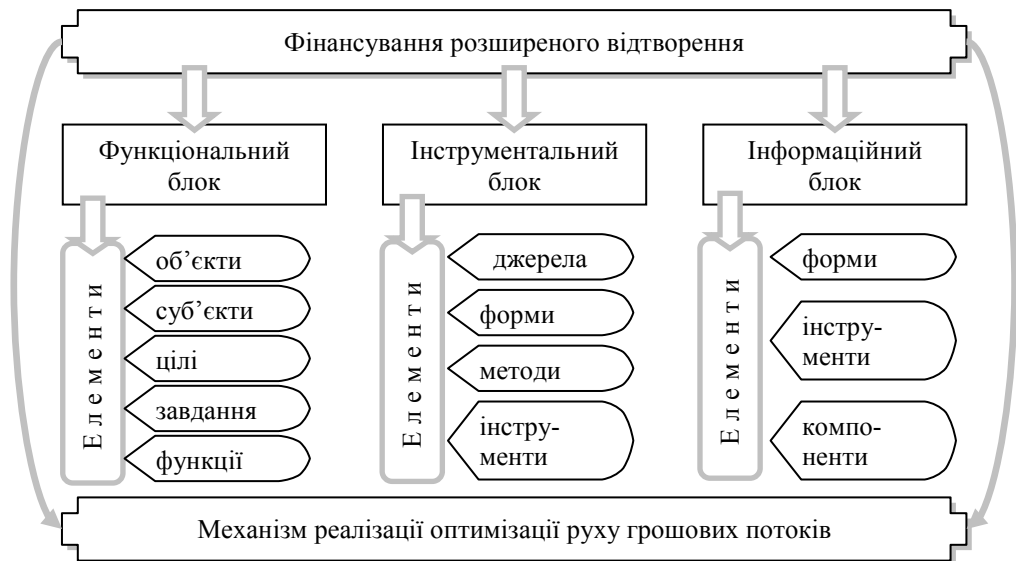 Фінансування розширеного відтворення
Функціональний
блок
Інструментальний
блок
Інформаційний
блок
Елементи
об’єкти
суб’єкти
цілі
завдання
функції
Елементи
джерела
форми
методи
інстру-
менти
Елементи
форми
інстру-
менти
компо-
ненти
Механізм реалізації оптимізації руху грошових потоків